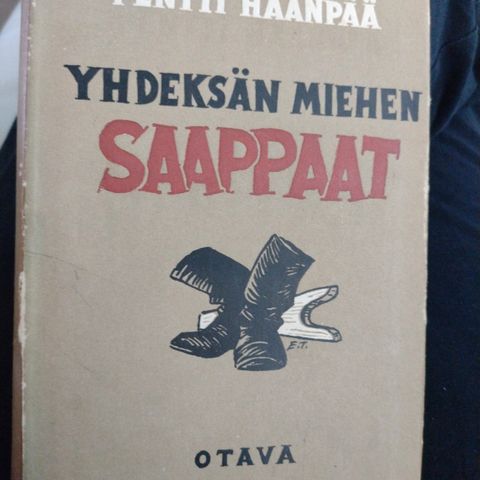 PENTTI HAANPÄÄ
YHDEKSÄN MIEHEN
SAAPPAAT
E.T.
OTAVA